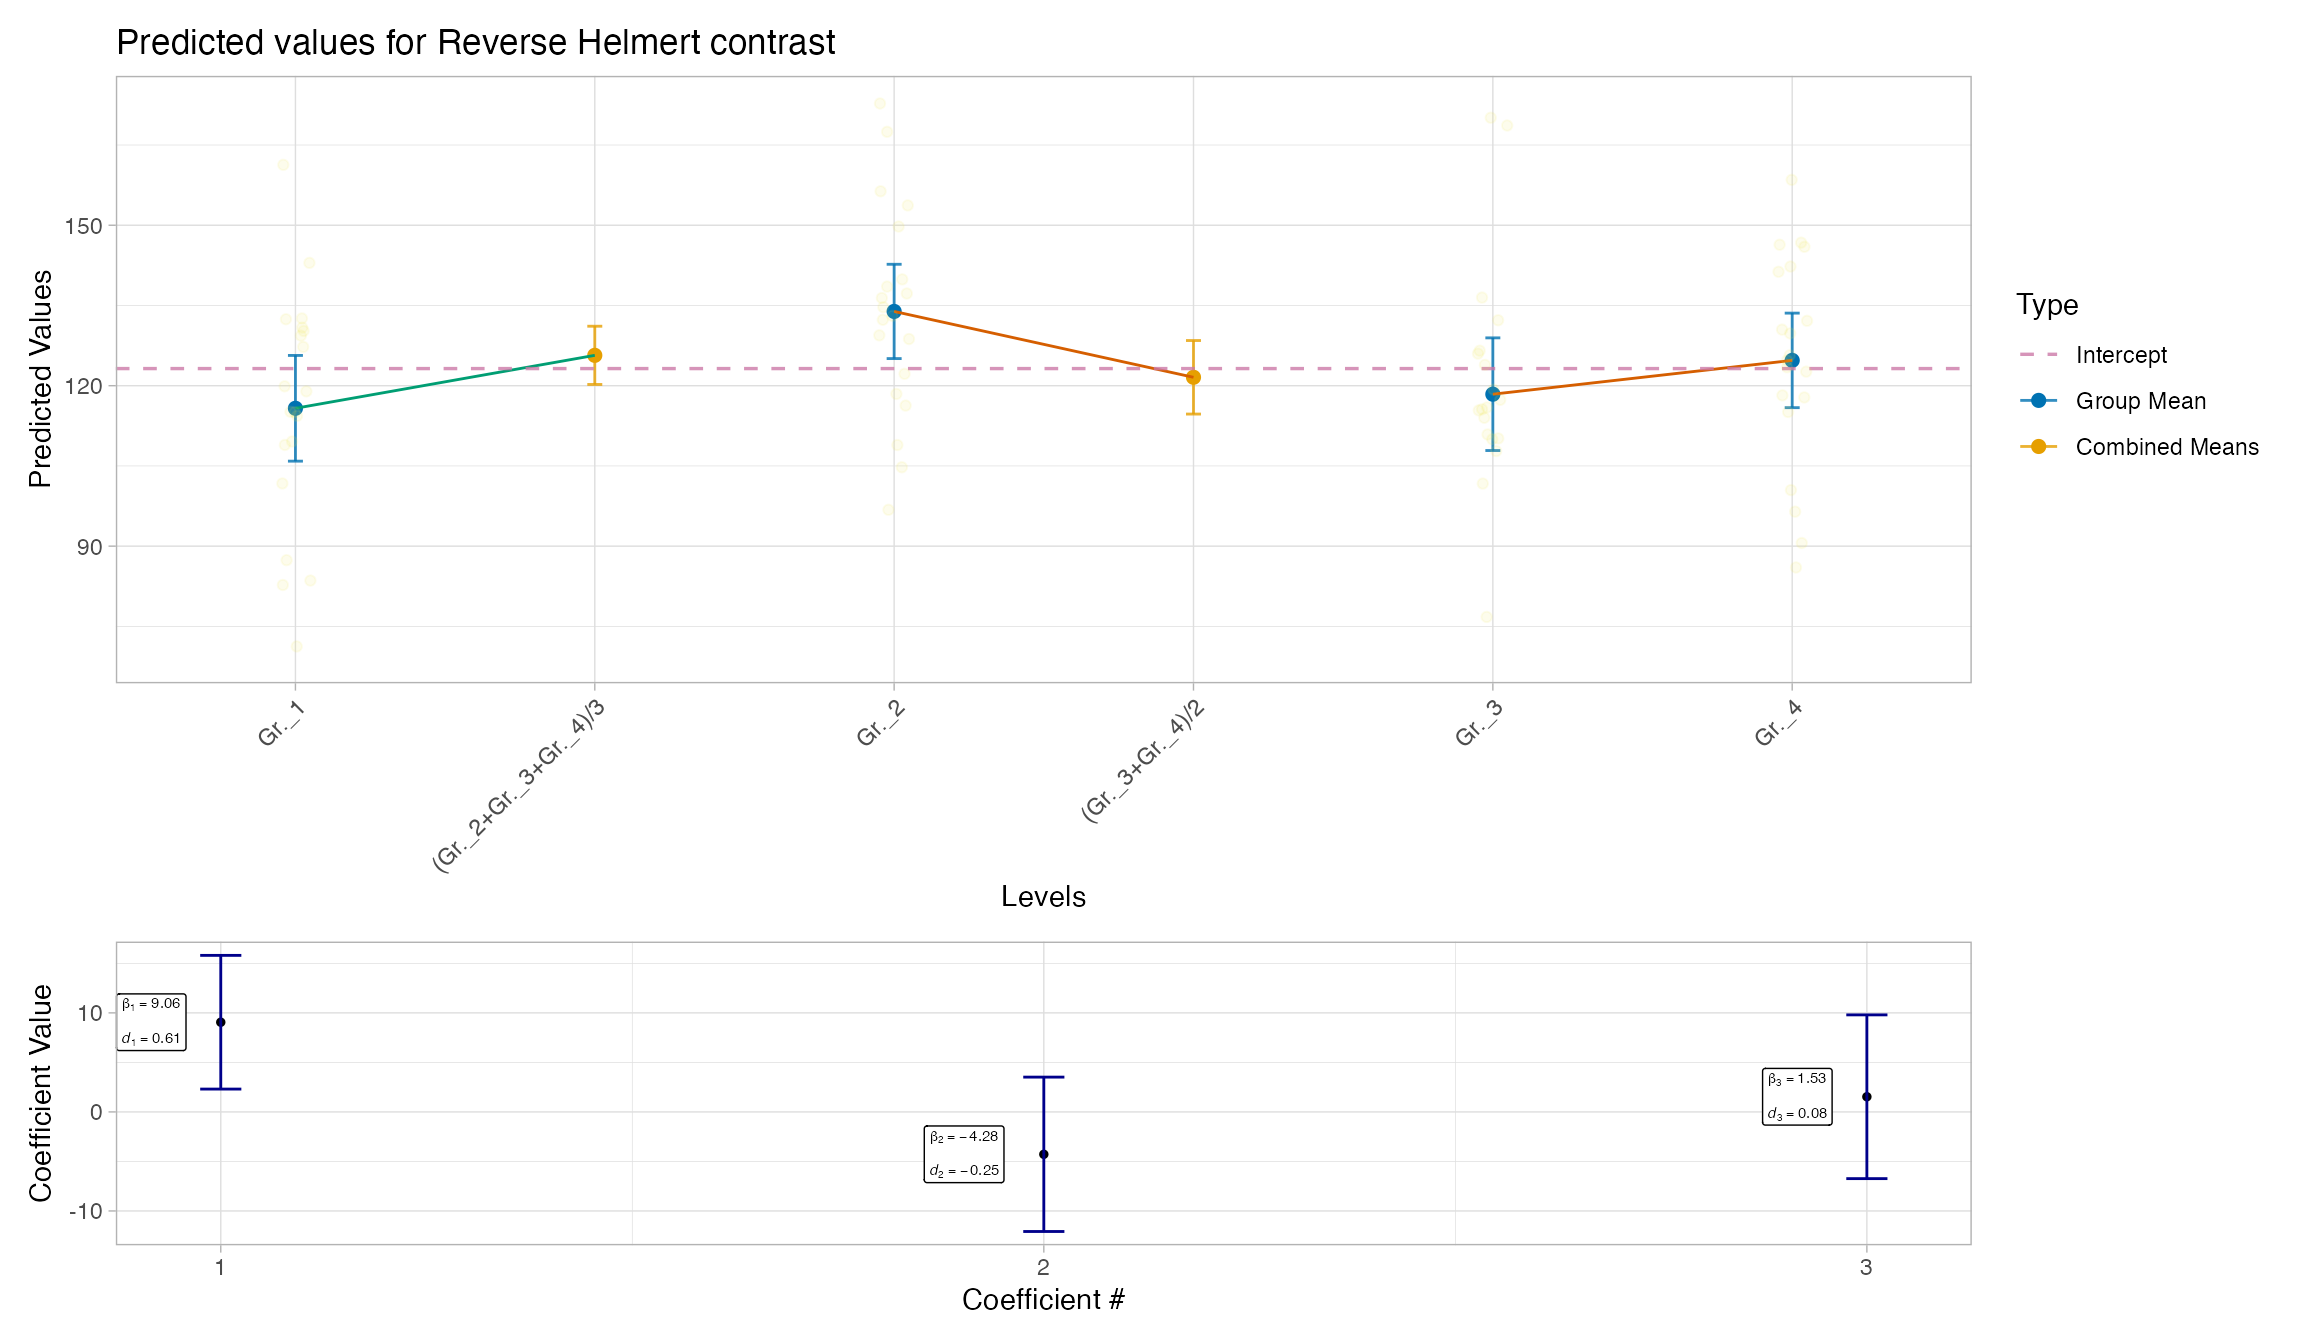 Predicted values for Reverse Helmert contrast
Predicted Values
150
120
90
Gr._1
(Gr._2+Gr._3+Gr._4)/3
Gr._2
(Gr._3+Gr._4)/2
Gr._3
Gr._4
Levels
Type
Intercept
Group Mean
Combined Means
Coefficient Value
10
0
-10
β₁ = 9.06
d₁ = 0.61
β₂ = −4.28
d₂ = −0.25
β₃ = 1.53
d₃ = 0.08
1
2
3
Coefficient #